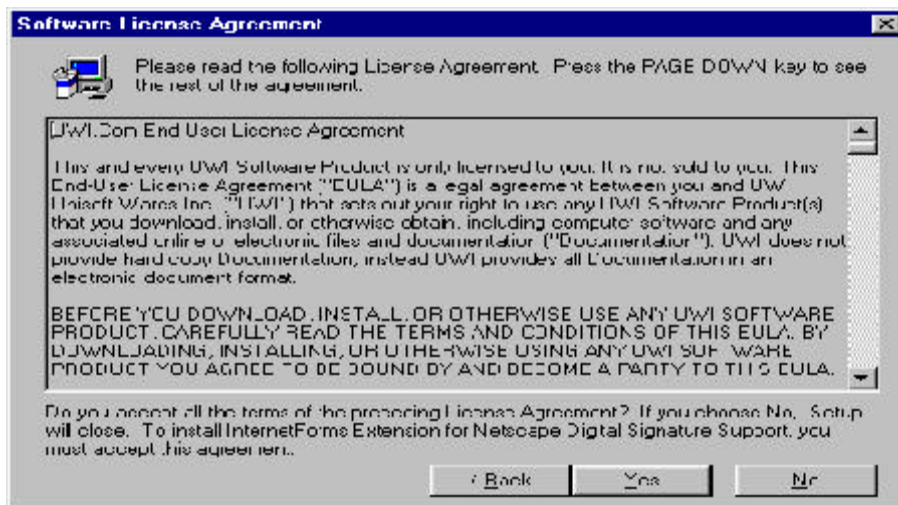 Software License Agreement
Please read the following License Agreement. Press the PAGE DOWN key to see
the rest of the agreement.
UWI.Com End User License Agreement
This and every UWI Software Product is only licensed to you. It is not sold to you. This
End-User License Agreement ("EULA") is a legal agreement between you and UWI
Unisoft Wares Inc. ("UWI") that sets out your right to use any UWI Software Product(s)
that you download, install, or otherwise obtain, including computer software and any
associated online or electronic files and documentation ("Documentation"). UWI does not
provide hard copy Documentation, instead UWI provides all Documentation in an
electronic document format.
BEFORE YOU DOWNLOAD, INSTALL, OR OTHERWISE USE ANY UWI SOFTWARE
PRODUCT, CAREFULLY READ THE TERMS AND CONDITIONS OF THIS EULA. BY
DOWNLOADING, INSTALLING, OR OTHERWISE USING ANY UWI SOFTWARE
PRODUCT YOU AGREE TO BE BOUND BY AND BECOME A PARTY TO THIS EULA.
Do you accept all the terms of the preceding License Agreement? If you choose No, Setup
will close. To install InternetForms Extension for Netscape Digital Signature Support, you
must accept this agreement.
< Back
Yes
No